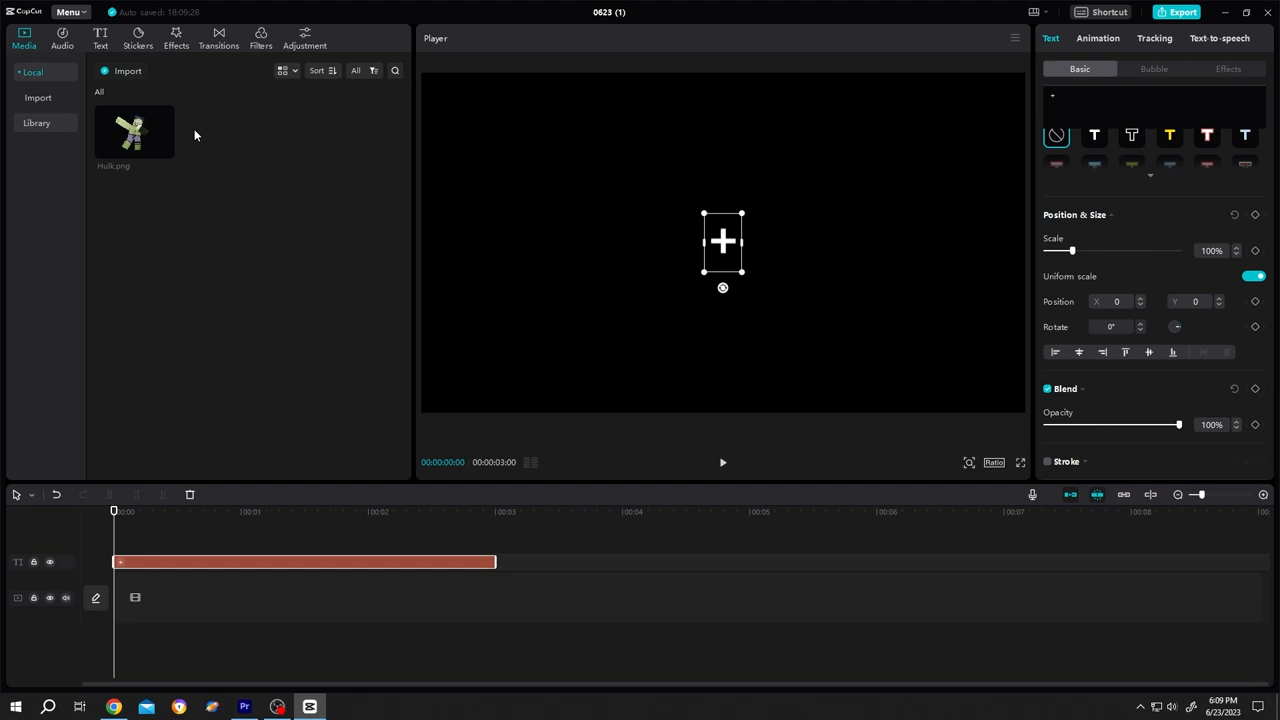 CapCut Menu Auto saved: 18:09:28 0623 (1) Shortcut Export
Media Audio Text Stickers Effects Transitions Filters Adjustment
Player
Text Animation Tracking Text-to-speech
Local
Import
Library
Import Sort All
All
Hulk.png
Basic Bubble Effects
+
T T T T T
Position & Size
Scale
100%
Uniform scale
Position X 0 Y 0
Rotate 0°
Blend
Opacity
100%
Stroke
+
00:00:00:00 00:00:03:00
Ratio
00:00 00:01 00:02 00:03 00:04 00:05 00:06 00:07 00:08
TI
+
Pr
6:09 PM
6/23/2023